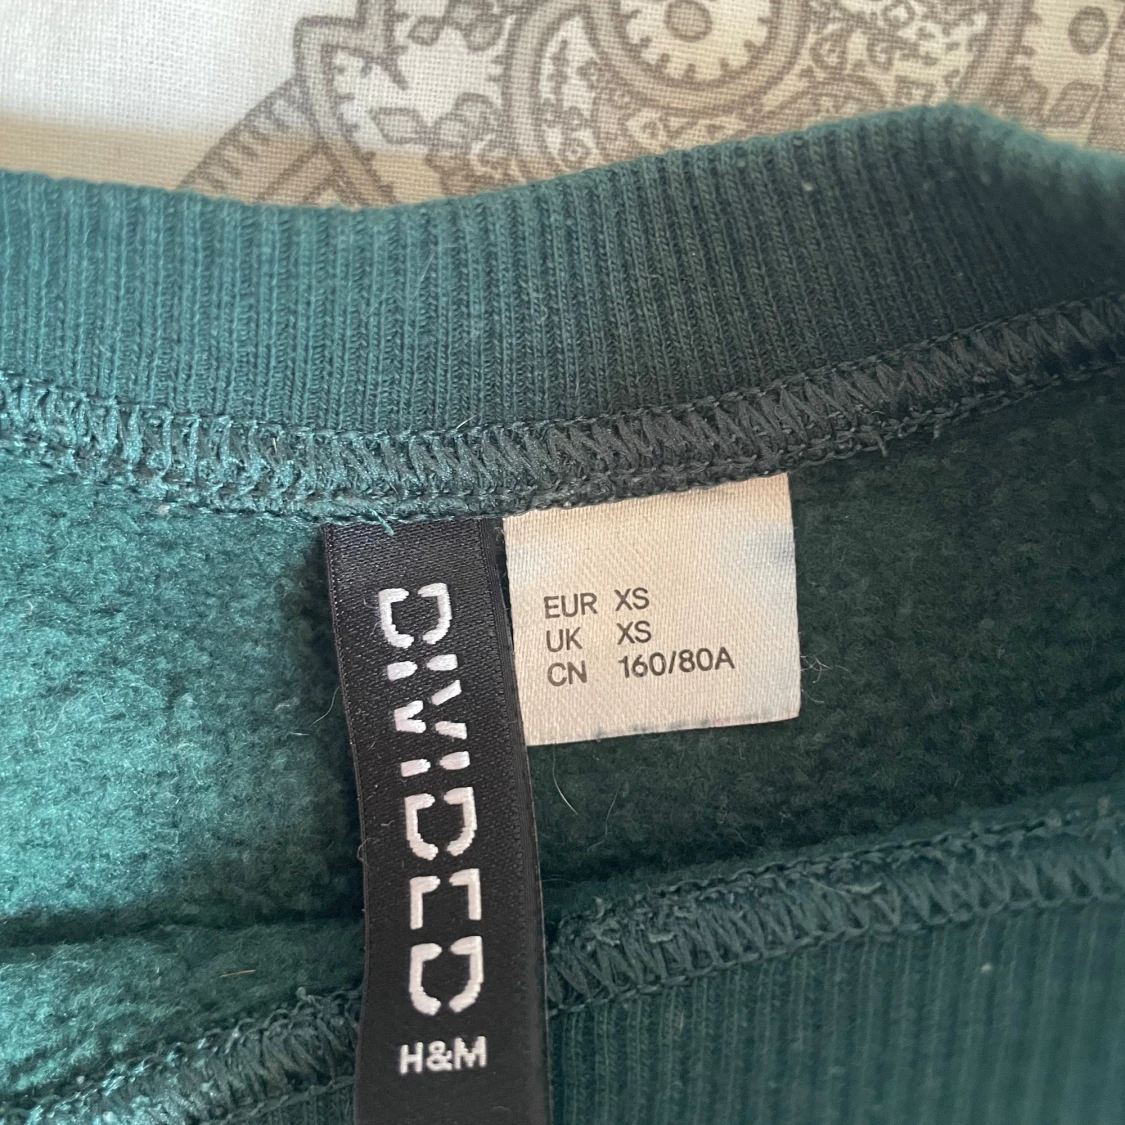 DIVIDED
H&M
EUR XS
UK XS
CN 160/80A